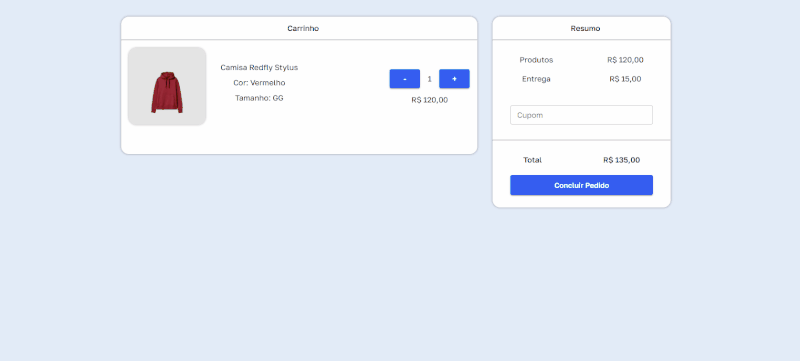 Carrinho
Camisa Redfly Stylus
Cor: Vermelho
Tamanho: GG
- 1 +
R$ 120,00
Resumo
Produtos R$ 120,00
Entrega R$ 15,00
Cupom
Total R$ 135,00
Concluir Pedido